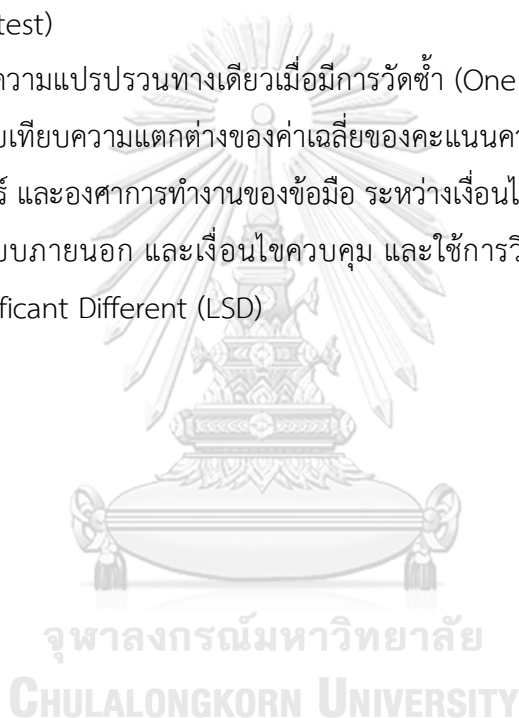 test)
ความแปรปรวนทางเดียวเมื่อมีการวัดซ้ำ (One
บเทียบความแตกต่างของค่าเฉลี่ยของคะแนนคว
ร์ และองศาการทำงานของข้อมือ ระหว่างเงื่อนไ
บบภายนอก และเงื่อนไขควบคุม และใช้การวิ
ficant Different (LSD)
จุฬาลงกรณ์มหาวิทยาลัย
CHULALONGKORN UNIVERSITY